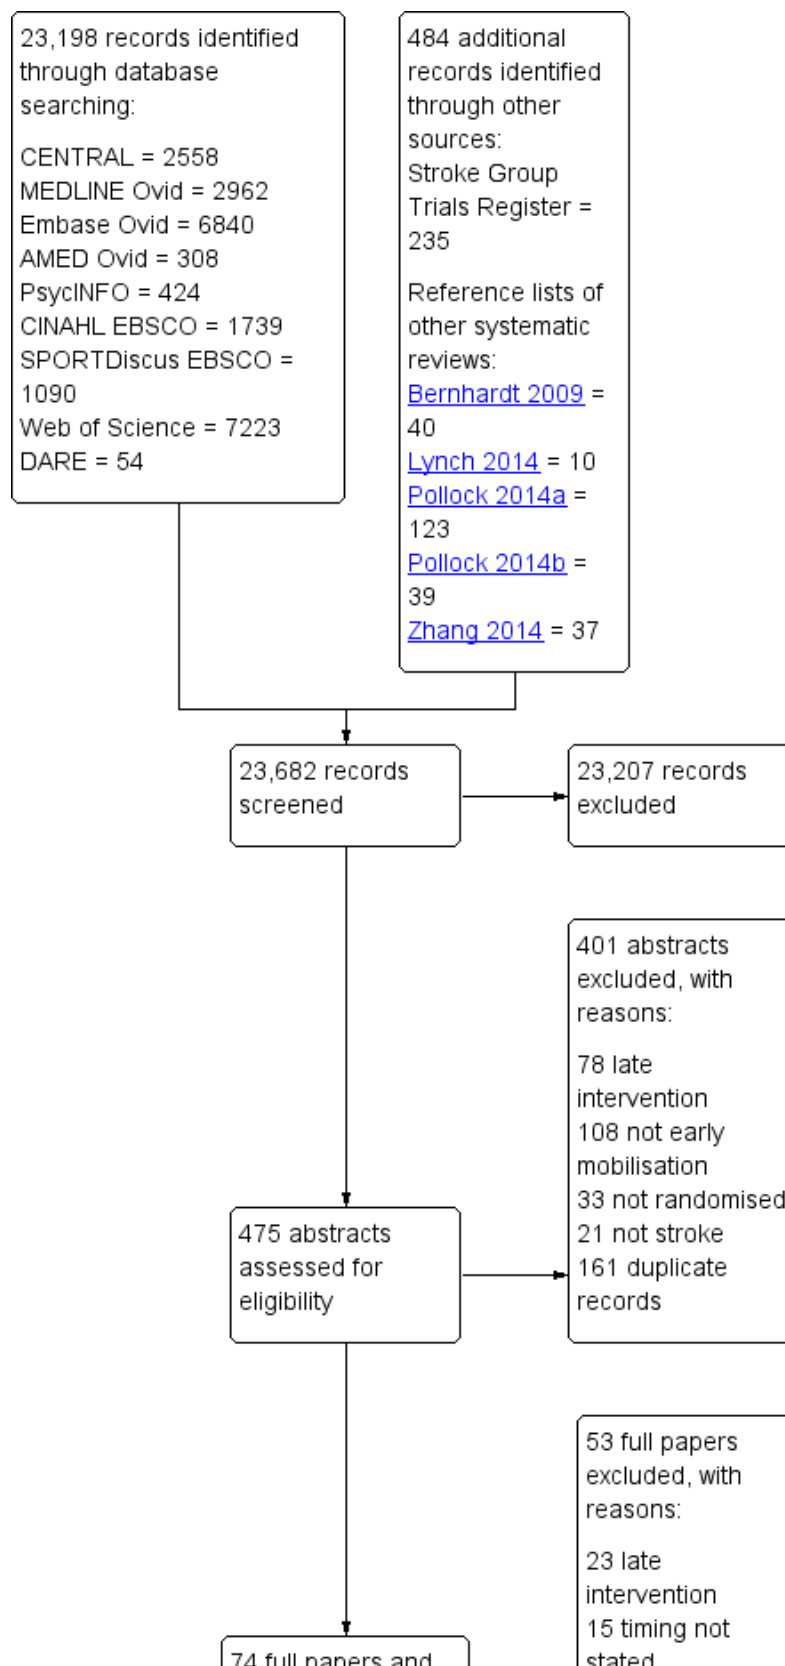 23,198 records identified
through database
searching:
CENTRAL = 2558
MEDLINE Ovid = 2962
Embase Ovid = 6840
AMED Ovid = 308
PsycINFO = 424
CINAHL EBSCO = 1739
SPORTDiscus EBSCO =
1090
Web of Science = 7223
DARE = 54
484 additional
records identified
through other
sources:
Stroke Group
Trials Register =
235
Reference lists of
other systematic
reviews:
Bernhardt 2009 =
40
Lynch 2014 = 10
Pollock 2014a =
123
Pollock 2014b =
39
Zhang 2014 = 37
23,682 records
screened
23,207 records
excluded
401 abstracts
excluded, with
reasons:
78 late
intervention
108 not early
mobilisation
33 not randomised
21 not stroke
161 duplicate
records
475 abstracts
assessed for
eligibility
53 full papers
excluded, with
reasons:
23 late
intervention
15 timing not
stated
74 full papers and